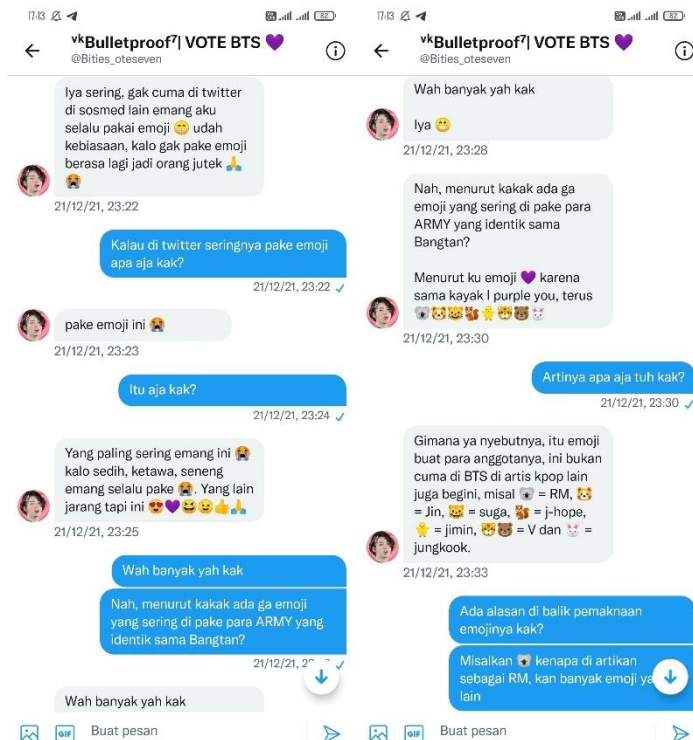 17:13
82
vkBulletproof⁷| VOTE BTS 💜
@Bities_oteseven
Iya sering, gak cuma di twitter
di sosmed lain emang aku
selalu pakai emoji 😁 udah
kebiasaan, kalo gak pake emoji
berasa lagi jadi orang jutek 🙏
😭
21/12/21, 23:22
Kalau di twitter seringnya pake emoji
apa aja kak?
21/12/21, 23:22 ✓
pake emoji ini 😭
21/12/21, 23:23
Itu aja kak?
21/12/21, 23:24 ✓
Yang paling sering emang ini 😭
kalo sedih, ketawa, seneng
emang selalu pake 😭. Yang lain
jarang tapi ini 😍💜😆😉👍🙏
21/12/21, 23:25
Wah banyak yah kak
Nah, menurut kakak ada ga emoji
yang sering di pake para ARMY yang
identik sama Bangtan?
21/12/21, 2
Wah banyak yah kak
GIF Buat pesan
17:13
82
vkBulletproof⁷| VOTE BTS 💜
@Bities_oteseven
Wah banyak yah kak
Iya 😁
21/12/21, 23:28
Nah, menurut kakak ada ga
emoji yang sering di pake para
ARMY yang identik sama
Bangtan?
Menurut ku emoji 💜 karena
sama kayak I purple you, terus
🐨🐹🐱🐿️🐥🐯🐻🐰
21/12/21, 23:30
Artinya apa aja tuh kak?
21/12/21, 23:30 ✓
Gimana ya nyebutnya, itu emoji
buat para anggotanya, ini bukan
cuma di BTS di artis kpop lain
juga begini, misal 🐨 = RM, 🐹
= Jin, 🐱 = suga, 🐿️ = j-hope,
🐥 = jimin, 🐯🐻 = V dan 🐰 =
jungkook.
21/12/21, 23:33
Ada alasan di balik pemaknaan
emojinya kak?
Misalkan 🐨 kenapa di artikan
sebagai RM, kan banyak emoji ya
lain
GIF Buat pesan